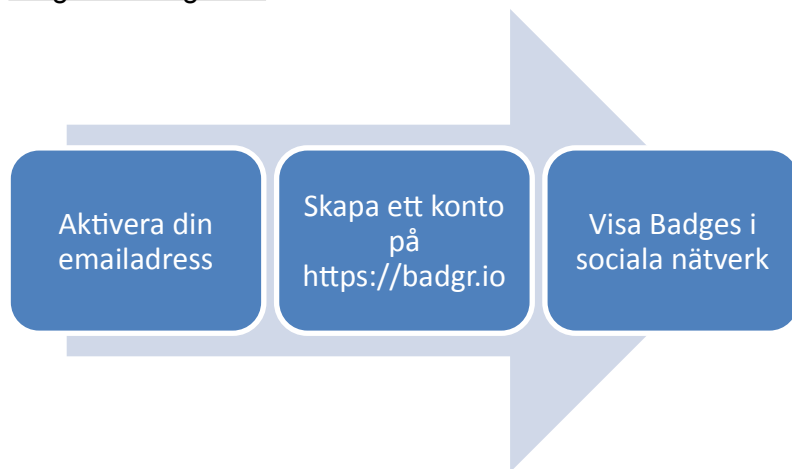 Aktivera din
emailadress
Skapa ett konto
på
https://badgr.io
Visa Badges i
sociala nätverk